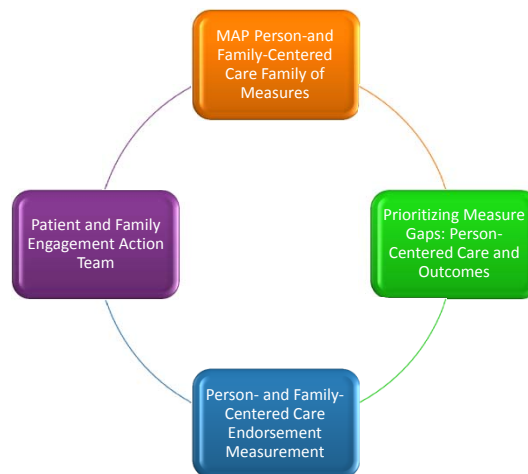 MAP Person-and
Family-Centered
Care Family of
Measures
Patient and Family
Engagement Action
Team
Prioritizing Measure
Gaps: Person-
Centered Care and
Outcomes
Person- and Family-
Centered Care
Endorsement
Measurement